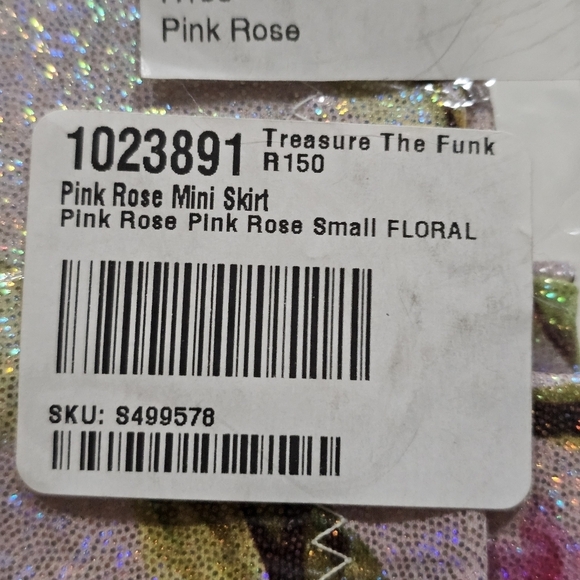 Pink Rose
1023891 Treasure The Funk
R150
Pink Rose Mini Skirt
Pink Rose Pink Rose Small FLORAL
SKU: S499578